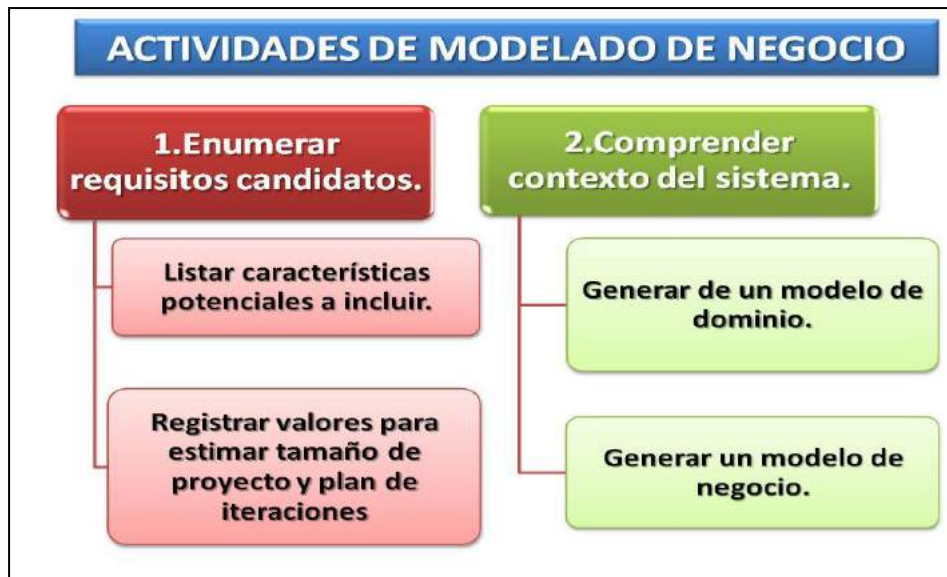 ACTIVIDADES DE MODELADO DE NEGOCIO
1.Enumerar
requisitos candidatos.
Listar características
potenciales a incluir.
Registrar valores para
estimar tamaño de
proyecto y plan de
iteraciones
2.Comprender
contexto del sistema.
Generar de un modelo de
dominio.
Generar un modelo de
negocio.